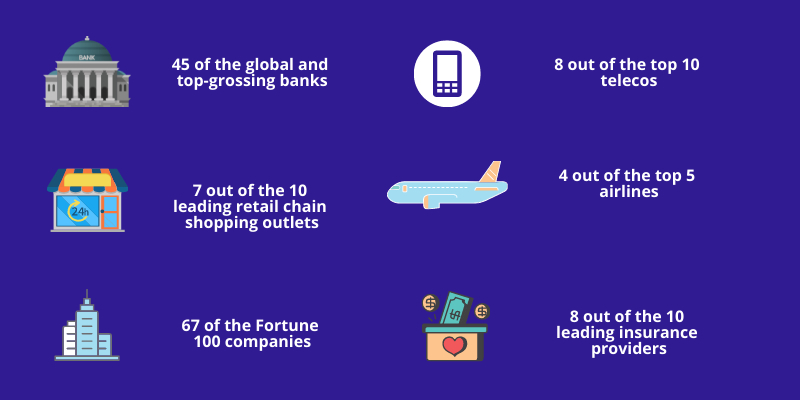 BANK
45 of the global and
top-grossing banks
8 out of the top 10
telecos
24h
7 out of the 10
leading retail chain
shopping outlets
4 out of the top 5
airlines
67 of the Fortune
100 companies
$
$
$
8 out of the 10
leading insurance
providers